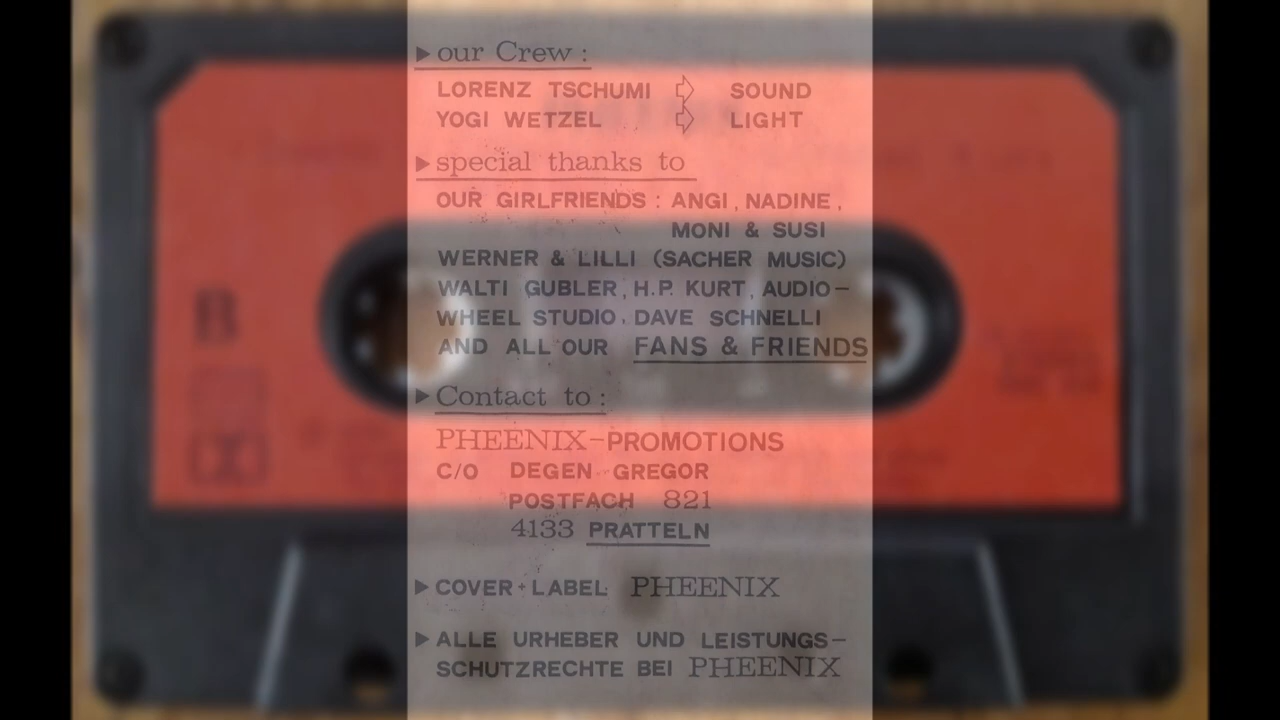 ▶ our Crew :
LORENZ TSCHUMI ⇨ SOUND
YOGI WETZEL ⇨ LIGHT
▶ special thanks to
OUR GIRLFRIENDS : ANGI, NADINE,
MONI & SUSI
WERNER & LILLI (SACHER MUSIC)
WALTI GUBLER, H.P. KURT, AUDIO-
WHEEL STUDIO, DAVE SCHNELLI
AND ALL OUR FANS & FRIENDS
▶ Contact to :
PHEENIX-PROMOTIONS
C/O DEGEN GREGOR
POSTFACH 821
4133 PRATTELN
▶ COVER + LABEL PHEENIX
▶ ALLE URHEBER UND LEISTUNGS-
SCHUTZRECHTE BEI PHEENIX
B